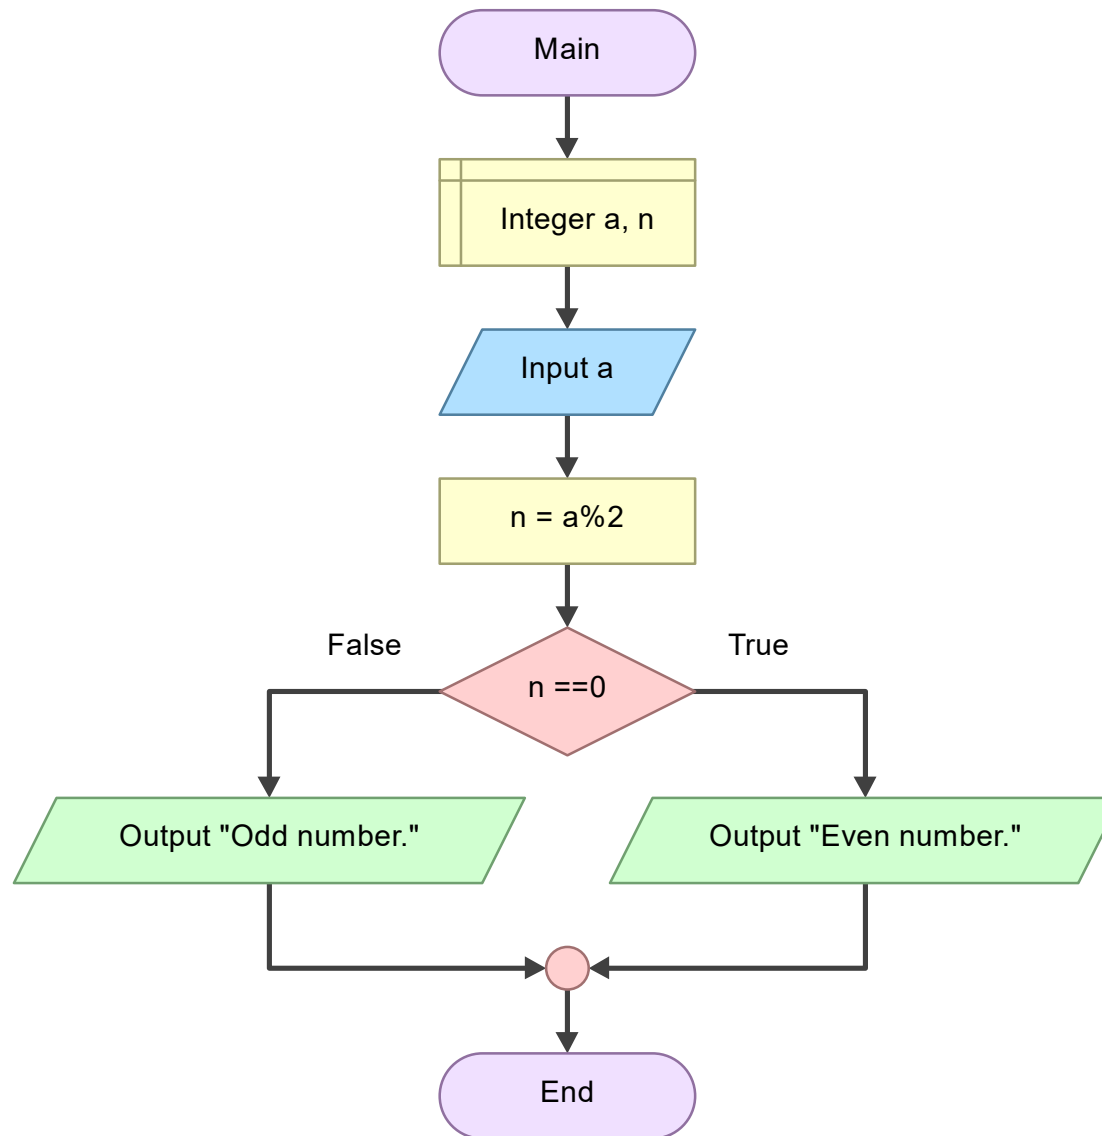 Main
Integer a, n
Input a
n = a%2
False
True
n ==0
Output "Odd number."
Output "Even number."
End